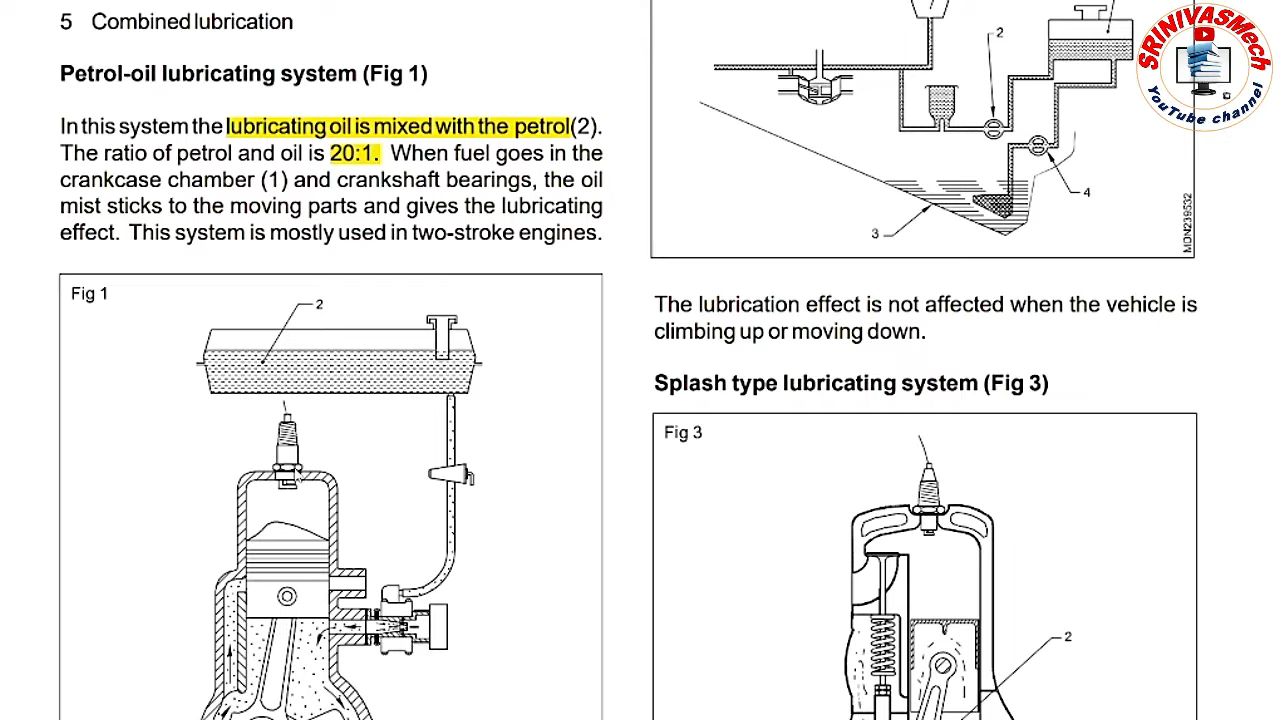 5 Combined lubrication
Petrol-oil lubricating system (Fig 1)
In this system the lubricating oil is mixed with the petrol(2).
The ratio of petrol and oil is 20:1. When fuel goes in the
crankcase chamber (1) and crankshaft bearings, the oil
mist sticks to the moving parts and gives the lubricating
effect. This system is mostly used in two-stroke engines.
Fig 1
2
2
4
3
MDN239532
The lubrication effect is not affected when the vehicle is
climbing up or moving down.
Splash type lubricating system (Fig 3)
Fig 3
2
SRINIVASMech
YouTube channel